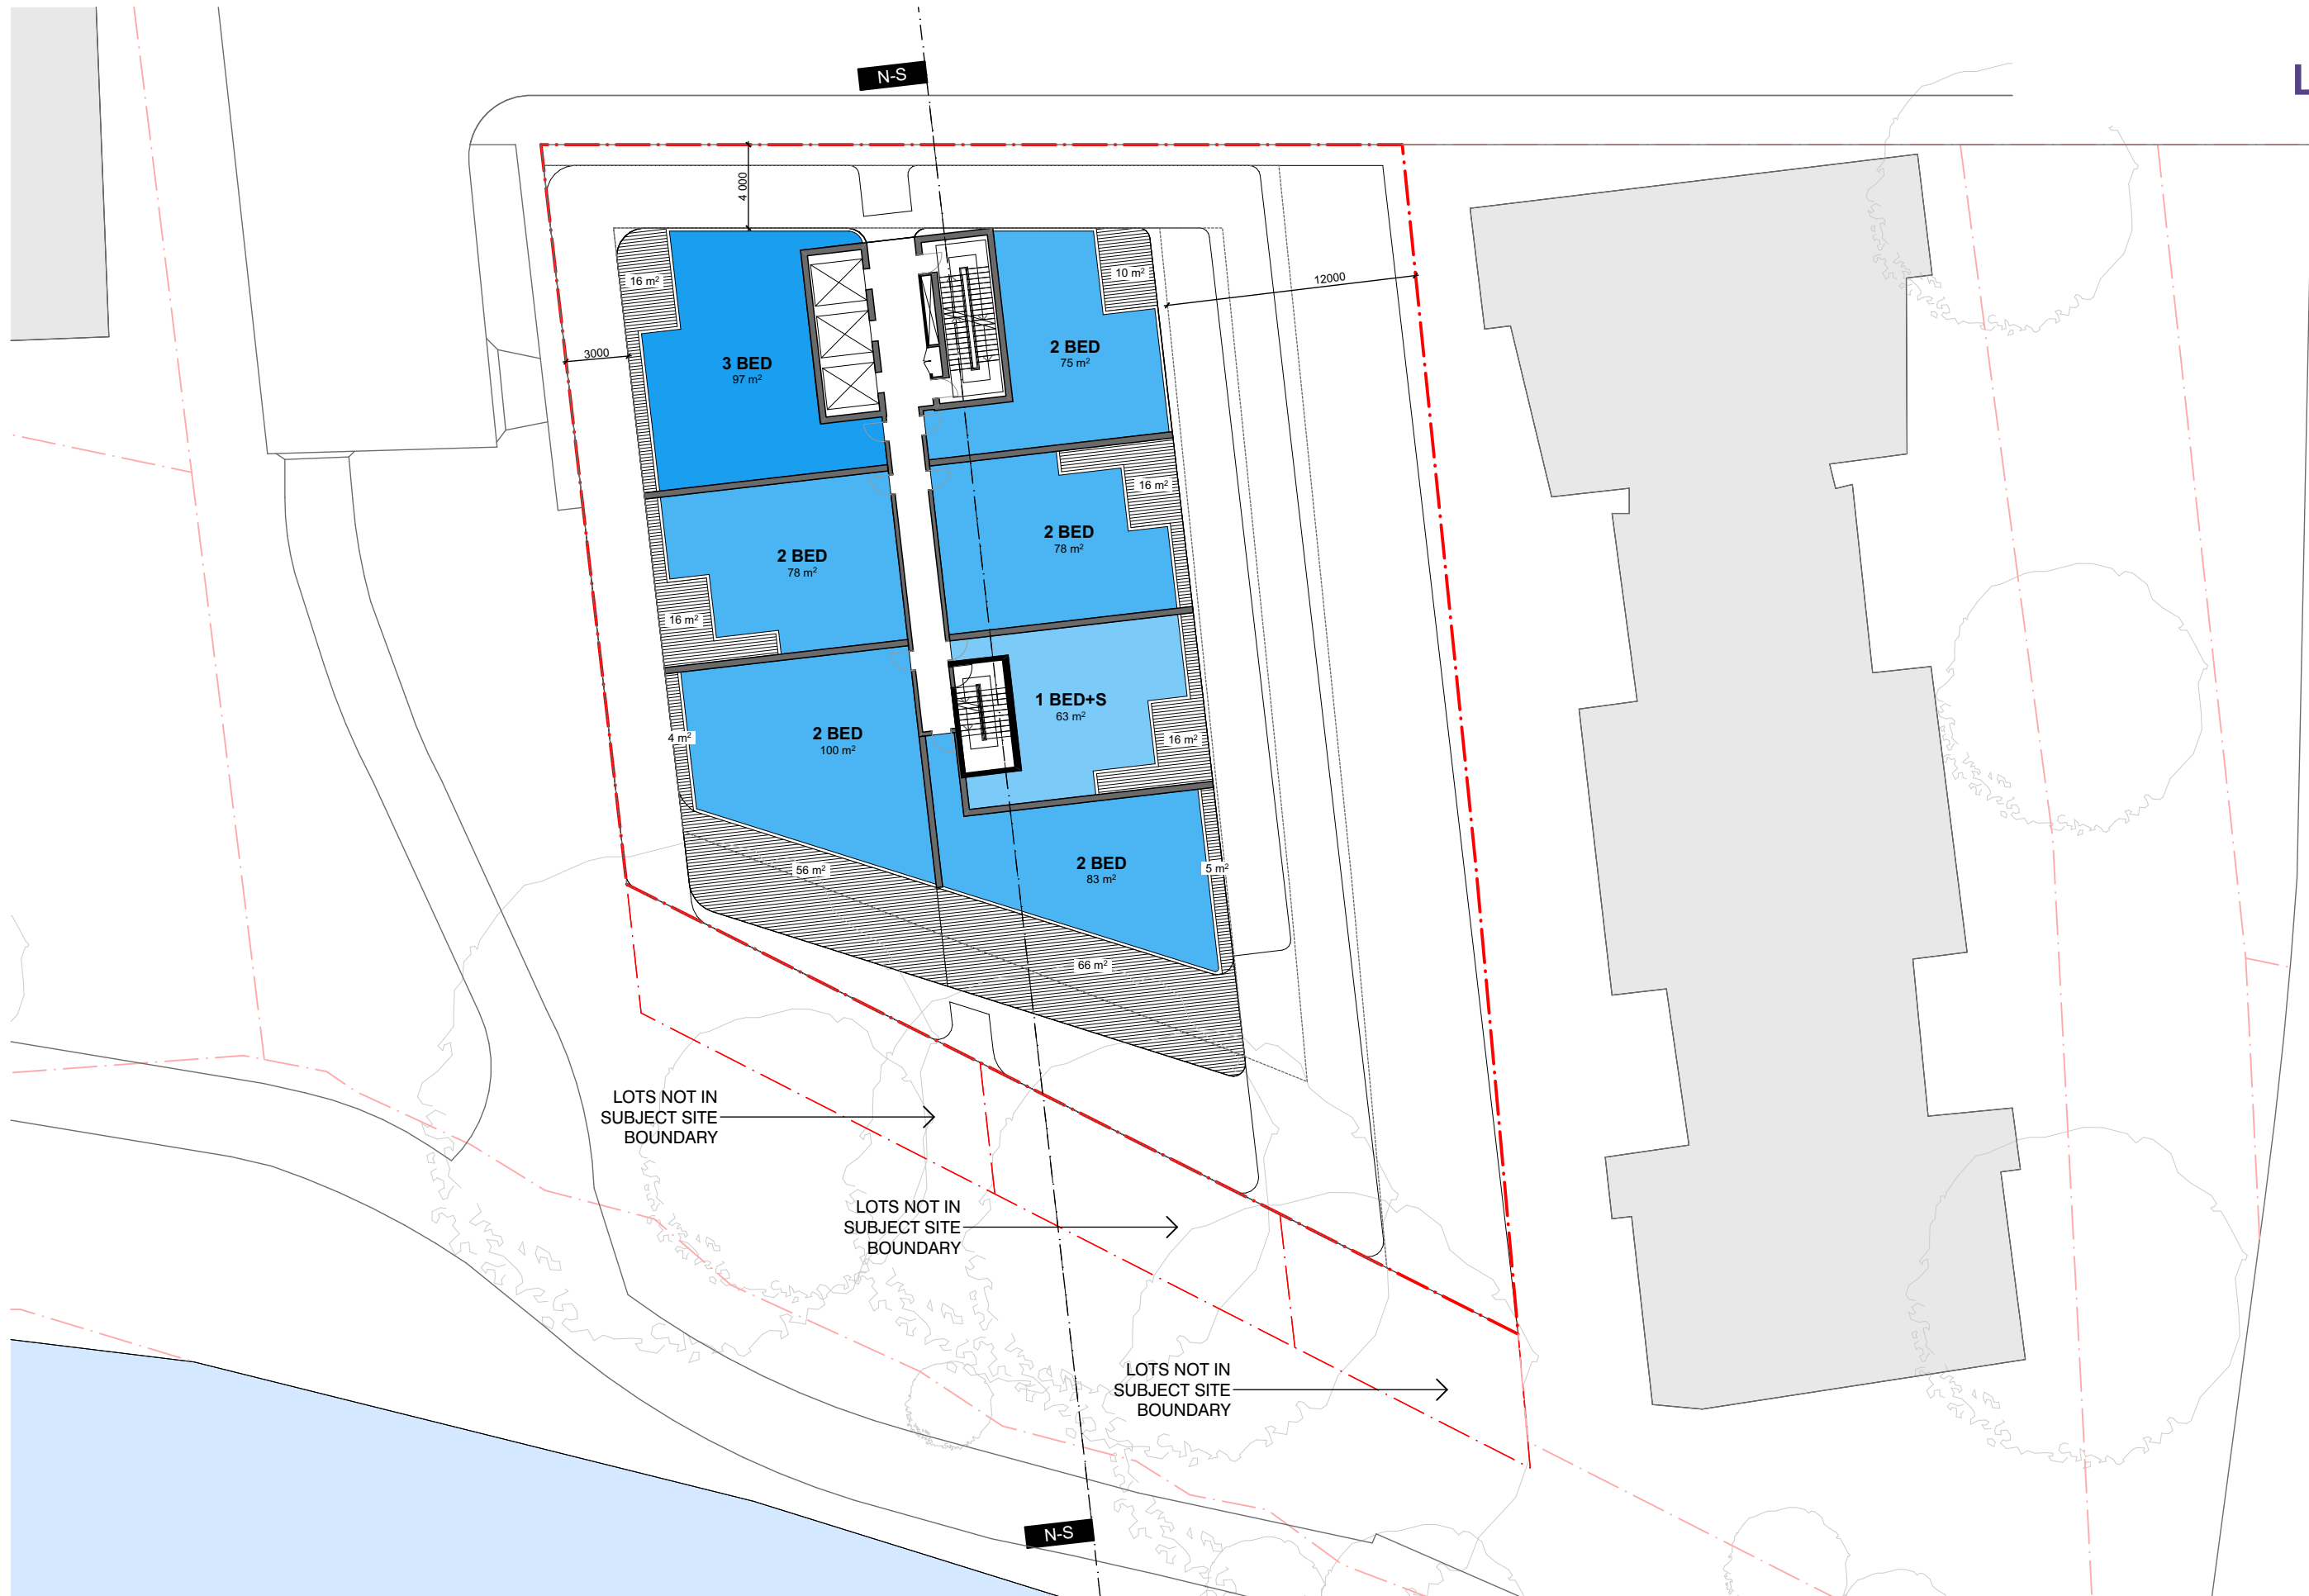 N-S
L
4 000
16 m²
10 m²
12000
3000
3 BED
97 m²
2 BED
75 m²
16 m²
2 BED
78 m²
2 BED
78 m²
16 m²
1 BED+S
63 m²
4 m²
2 BED
100 m²
16 m²
56 m²
2 BED
83 m²
5 m²
66 m²
LOTS NOT IN
SUBJECT SITE
BOUNDARY
LOTS NOT IN
SUBJECT SITE
BOUNDARY
LOTS NOT IN
SUBJECT SITE
BOUNDARY
N-S